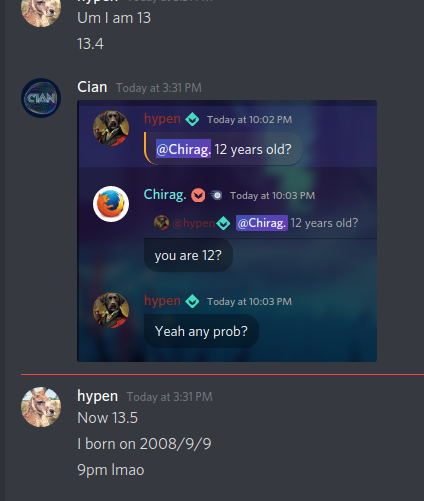 hypen
Um I am 13
13.4
CIAN
Cian Today at 3:31 PM
hypen Today at 10:02 PM
@Chirag. 12 years old?
Chirag. Today at 10:03 PM
@hypen @Chirag. 12 years old?
you are 12?
hypen Today at 10:03 PM
Yeah any prob?
hypen Today at 3:31 PM
Now 13.5
I born on 2008/9/9
9pm lmao